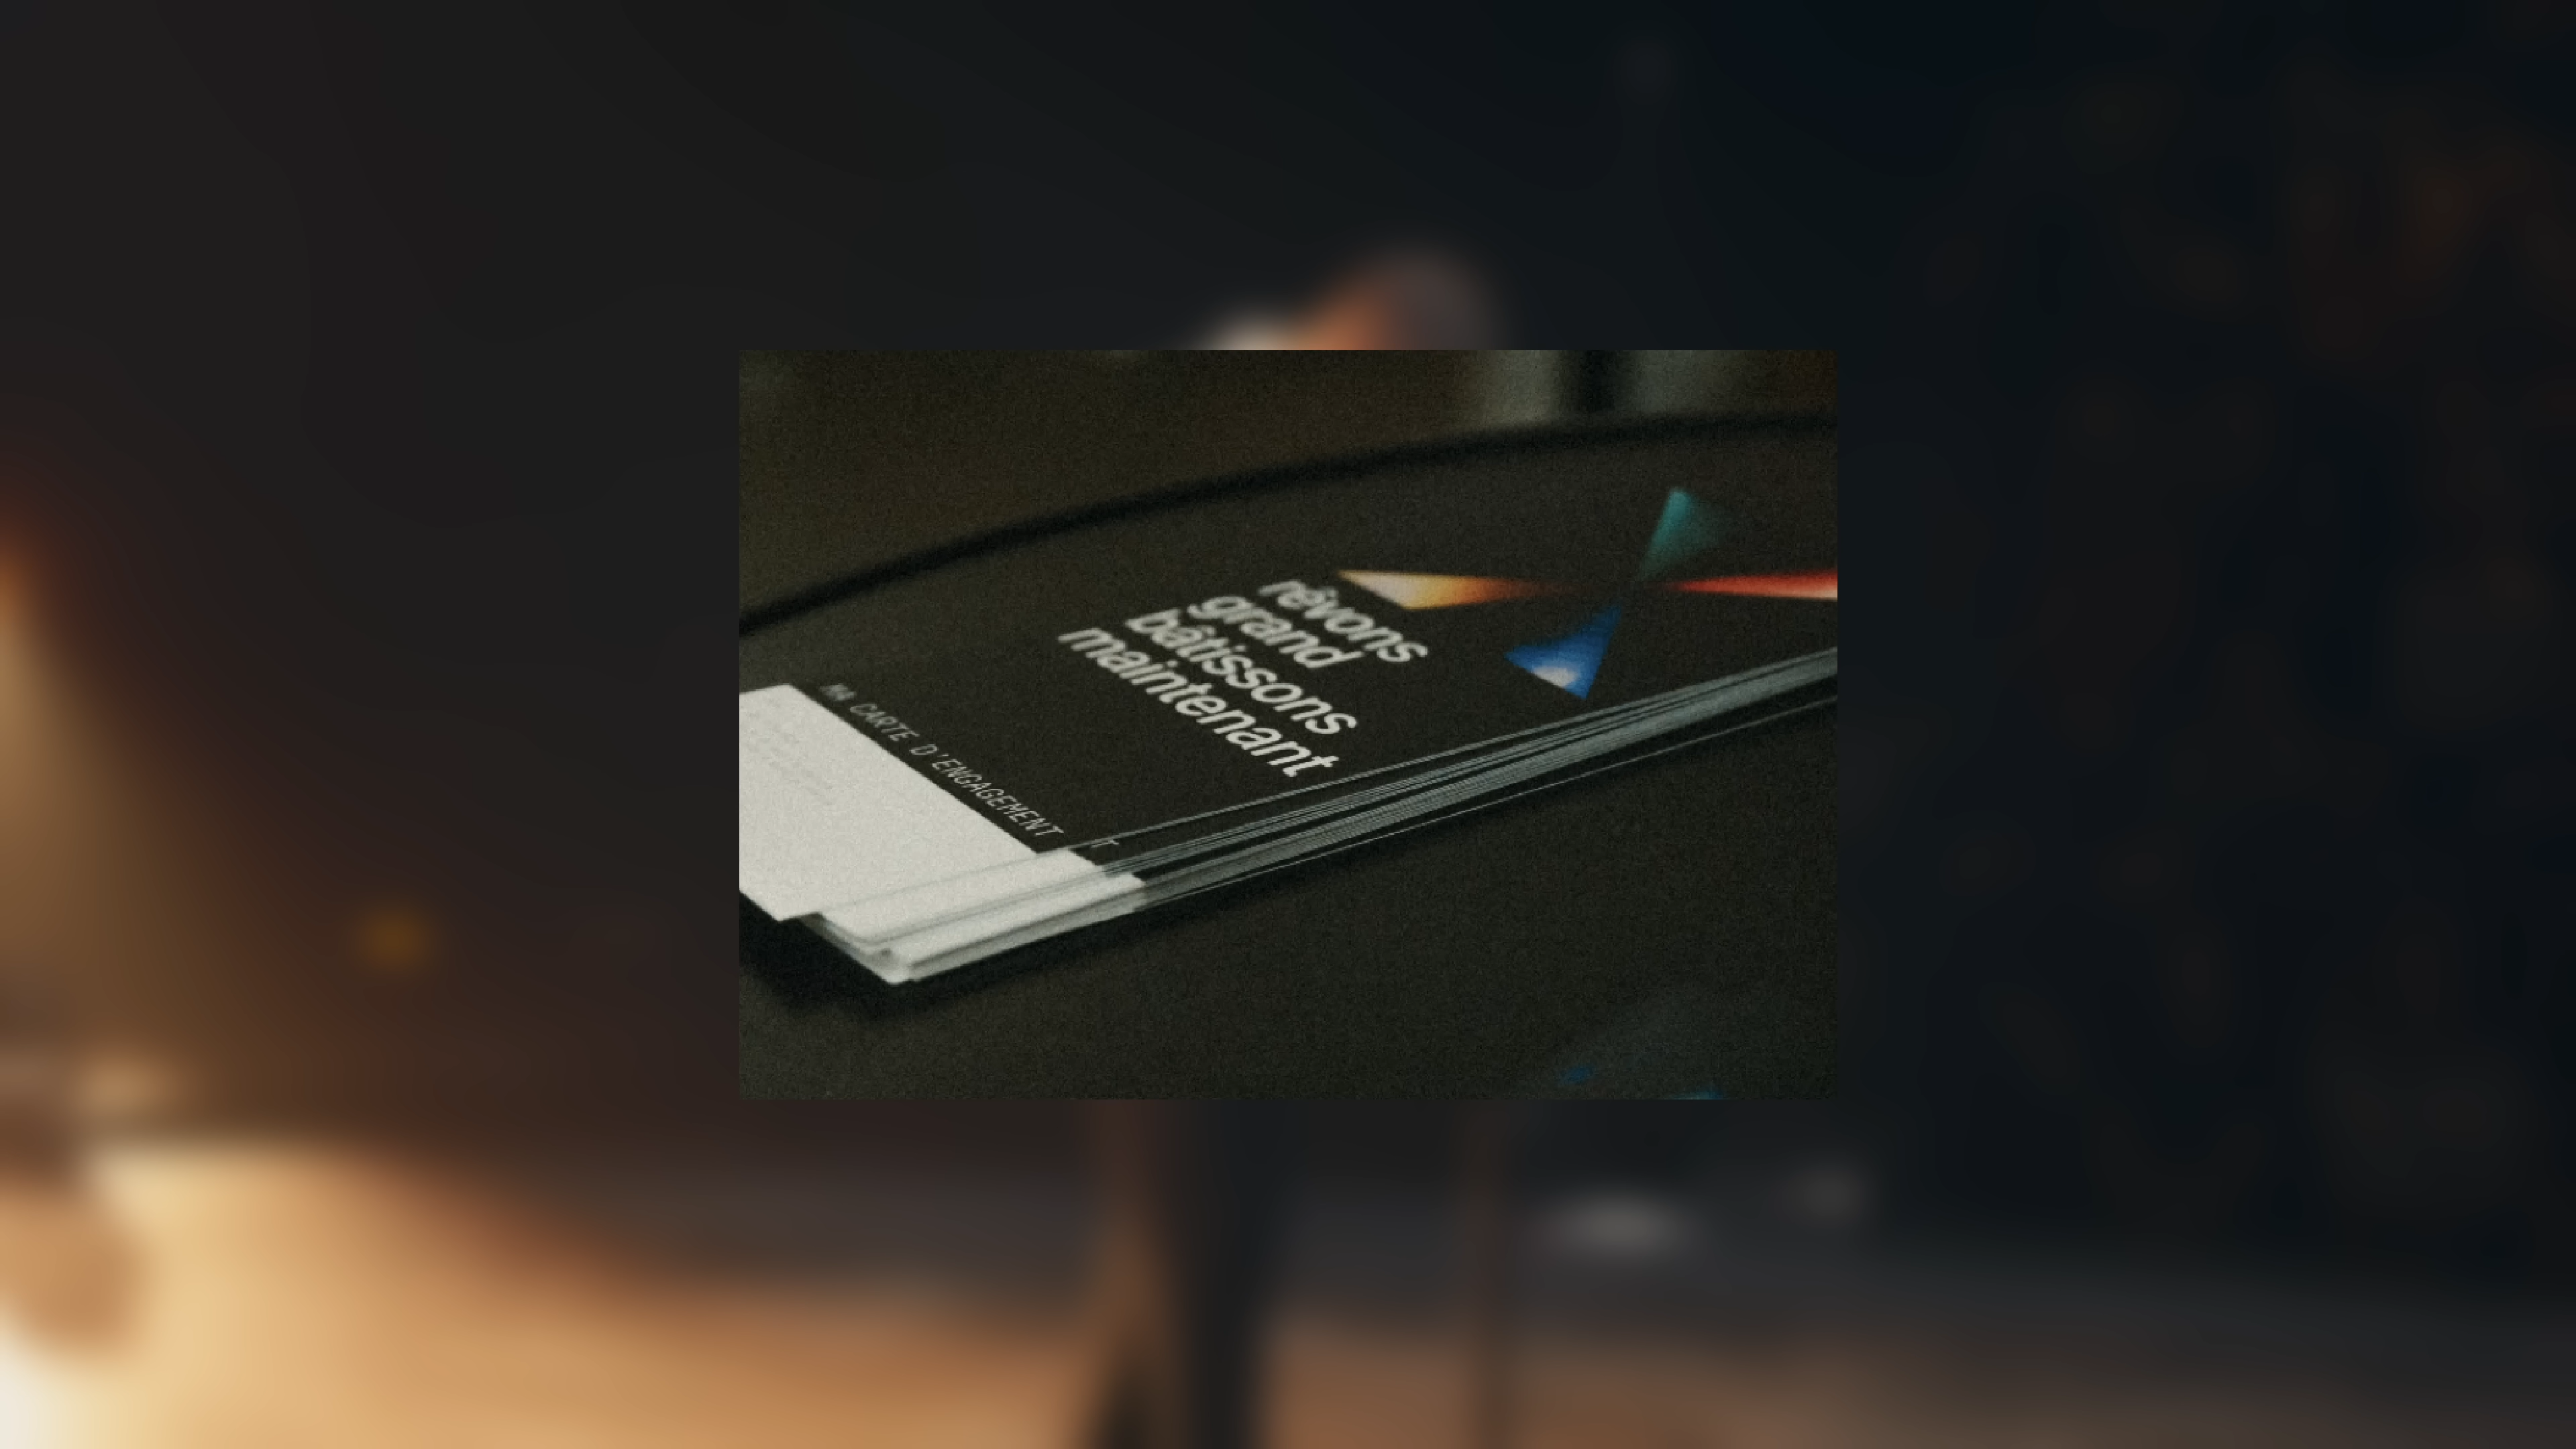 rêvons
grand
bâtissons
maintenant
MA CARTE D'ENGAGEMENT
T